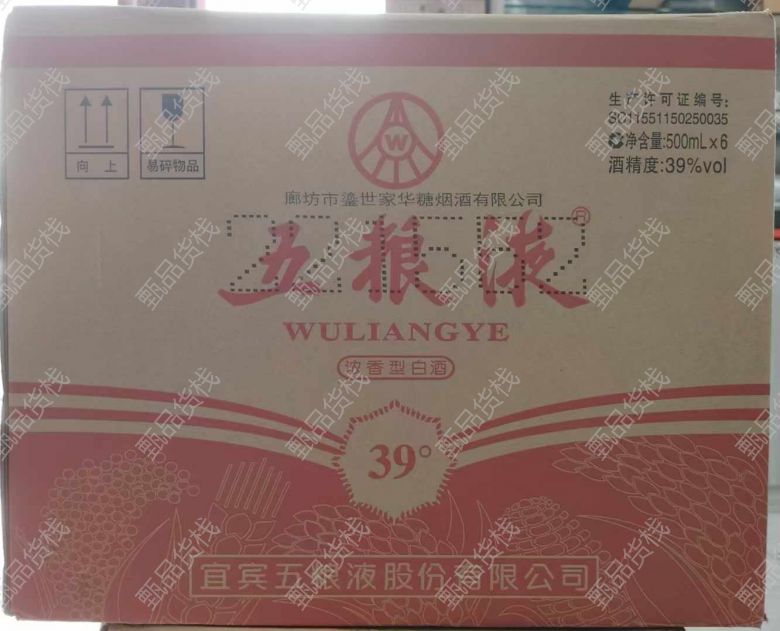 生产许可证编号:
SC11551150250035
净含量:500mL x 6
酒精度:39%vol
向上
易碎物品
W
廊坊市鎏世家华糖烟酒有限公司
五粮液®
WULIANGYE
浓香型白酒
39°
宜宾五粮液股份有限公司
甄品货栈